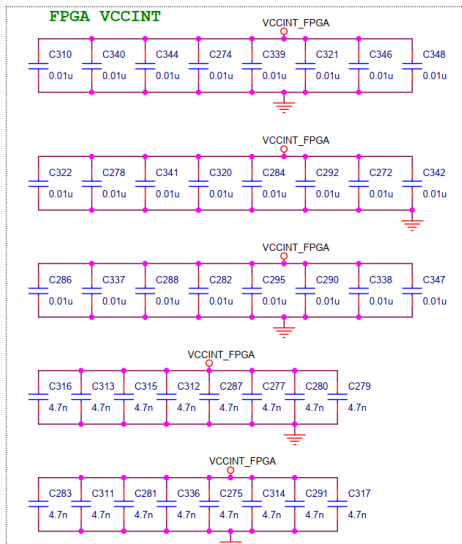 FPGA VCCINT
VCCINT_FPGA
C310 C340 C344 C274 C339 C321 C346 C348
0.01u 0.01u 0.01u 0.01u 0.01u 0.01u 0.01u 0.01u
VCCINT_FPGA
C322 C278 C341 C320 C284 C292 C272 C342
0.01u 0.01u 0.01u 0.01u 0.01u 0.01u 0.01u 0.01u
VCCINT_FPGA
C286 C337 C288 C282 C295 C290 C338 C347
0.01u 0.01u 0.01u 0.01u 0.01u 0.01u 0.01u 0.01u
VCCINT_FPGA
C316 C313 C315 C312 C287 C277 C280 C279
4.7n 4.7n 4.7n 4.7n 4.7n 4.7n 4.7n 4.7n
VCCINT_FPGA
C283 C311 C281 C336 C275 C314 C291 C317
4.7n 4.7n 4.7n 4.7n 4.7n 4.7n 4.7n 4.7n